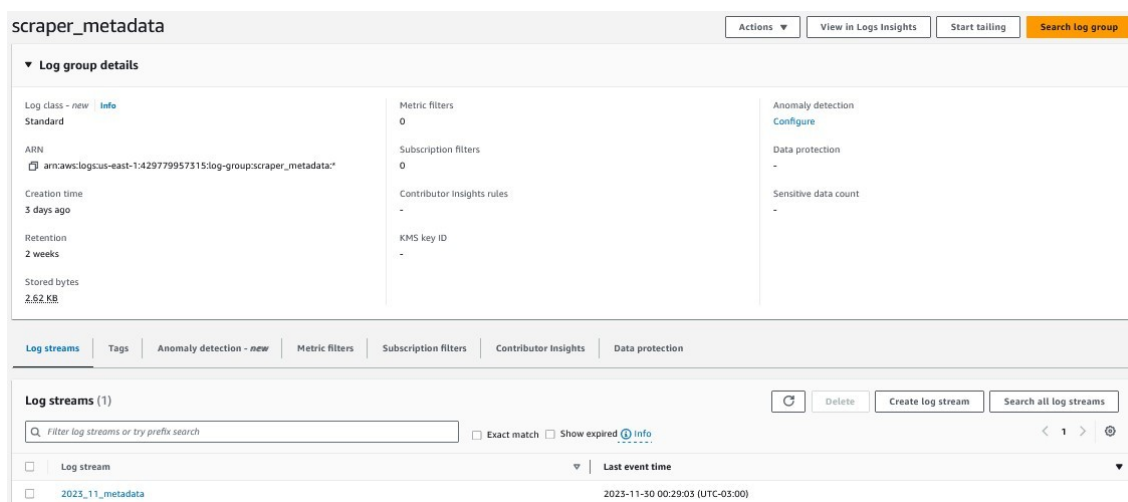 scraper_metadata
Actions ▼ View in Logs Insights Start tailing Search log group
▼ Log group details
Log class - new Info
Standard
ARN
arn:aws:logs:us-east-1:429779957315:log-group:scraper_metadata:*
Creation time
3 days ago
Retention
2 weeks
Stored bytes
2.62 KB
Metric filters
0
Subscription filters
0
Contributor Insights rules
-
KMS key ID
-
Anomaly detection
Configure
Data protection
-
Sensitive data count
-
Log streams Tags Anomaly detection - new Metric filters Subscription filters Contributor Insights Data protection
Log streams (1)
Delete Create log stream Search all log streams
Filter log streams or try prefix search Exact match Show expired Info < 1 >
Log stream Last event time
2023_11_metadata 2023-11-30 00:29:03 (UTC-03:00)